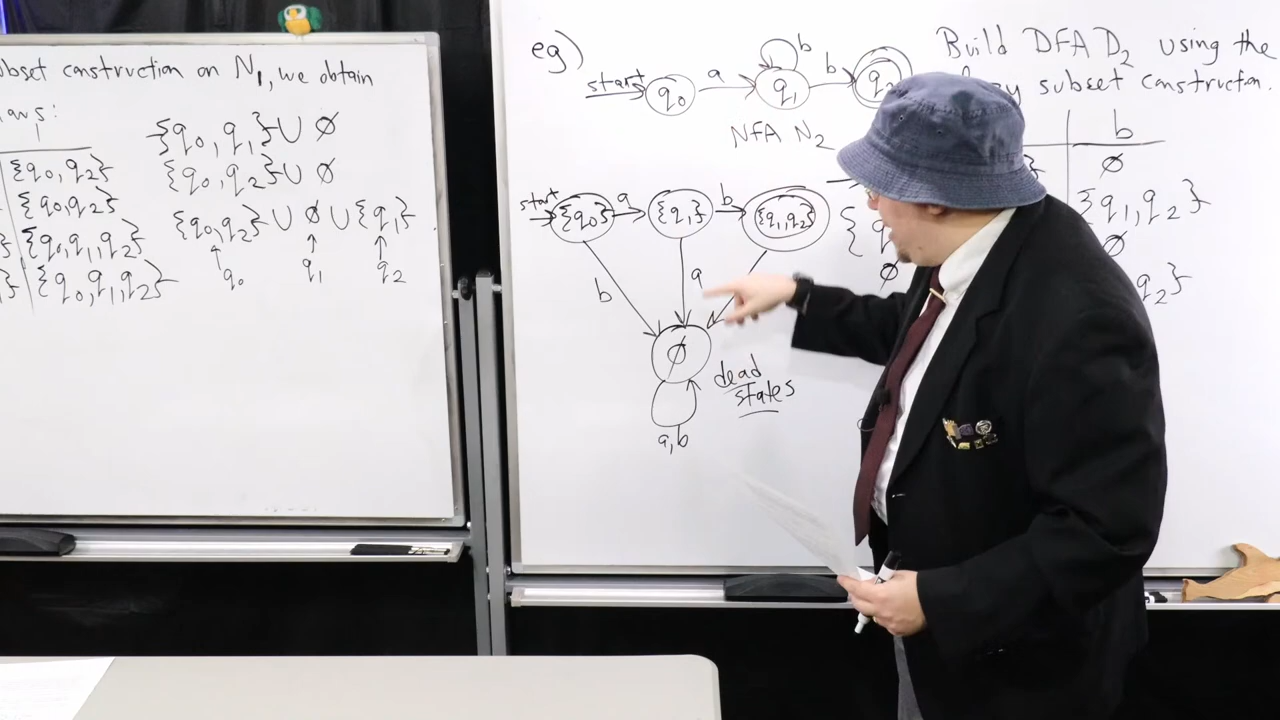 ubset construction on N1, we obtain
1
{q0,q2}
{q0,q2}
{q0,q1,q2}
{q0,q1,q2}
{q0,q1}∪∅
{q0,q2}∪∅
{q0,q2}∪∅∪{q1}
↑ ↑ ↑
q0 q1 q2
eg)
start q0 a q1 b b
NFA N2
Build DFA D2 using the
subset construction.
b
∅
{q1,q2}
∅
q2}
{
∅
start {q0} a {q1} b {q1,q2}
b a
∅
dead
states
a,b